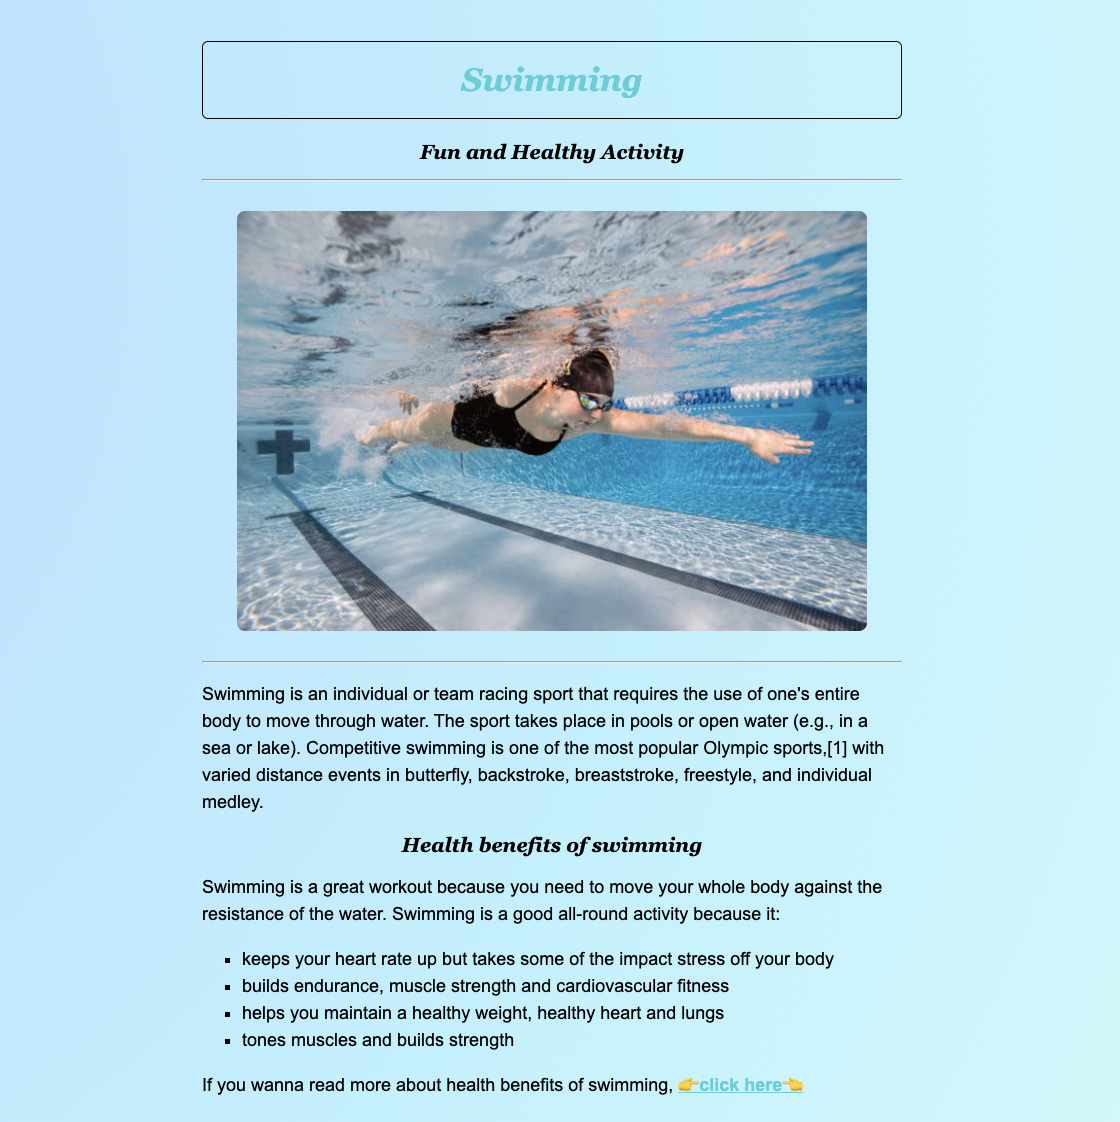 Swimming
Fun and Healthy Activity
Swimming is an individual or team racing sport that requires the use of one's entire
body to move through water. The sport takes place in pools or open water (e.g., in a
sea or lake). Competitive swimming is one of the most popular Olympic sports,[1] with
varied distance events in butterfly, backstroke, breaststroke, freestyle, and individual
medley.
Health benefits of swimming
Swimming is a great workout because you need to move your whole body against the
resistance of the water. Swimming is a good all-round activity because it:
▪ keeps your heart rate up but takes some of the impact stress off your body
▪ builds endurance, muscle strength and cardiovascular fitness
▪ helps you maintain a healthy weight, healthy heart and lungs
▪ tones muscles and builds strength
If you wanna read more about health benefits of swimming, 👉click here👈